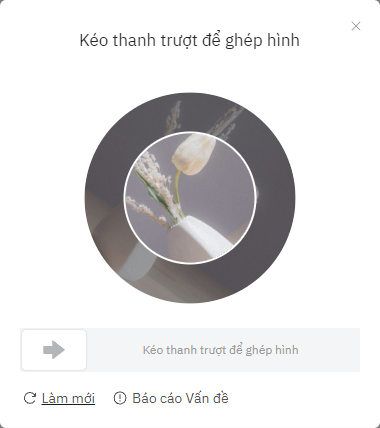 Kéo thanh trượt để ghép hình
Kéo thanh trượt để ghép hình
Làm mới
Báo cáo Vấn đề